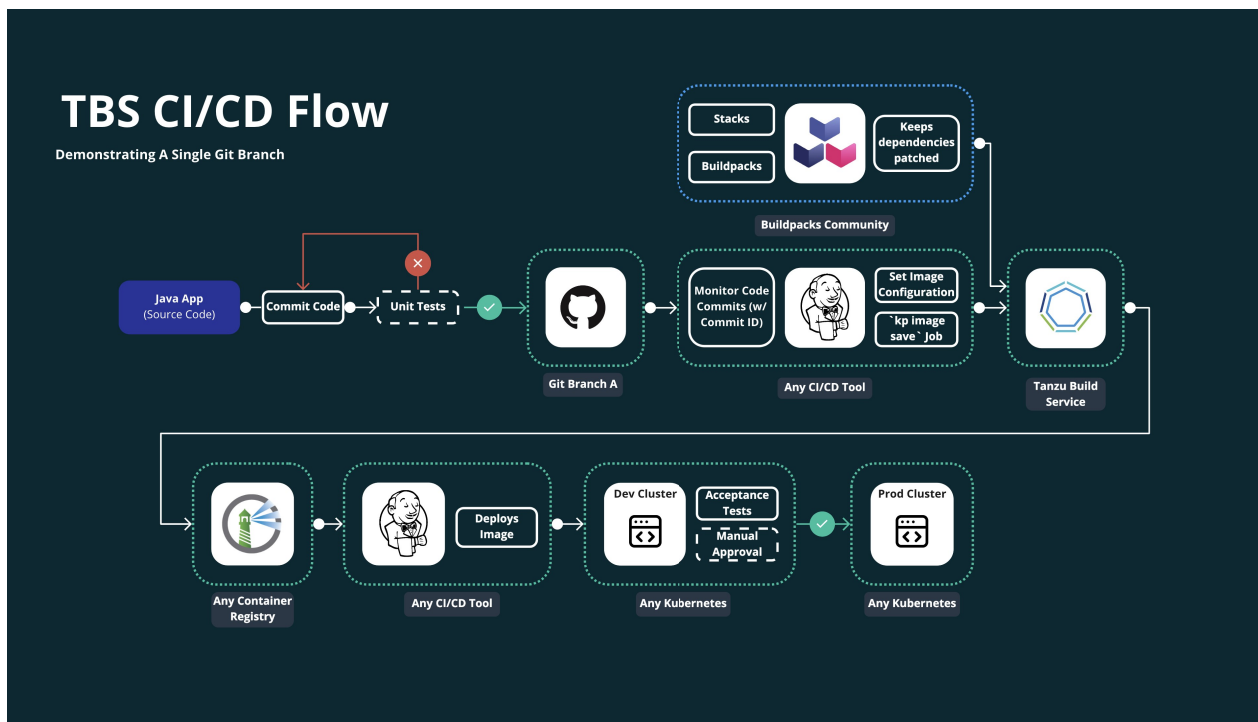 TBS CI/CD Flow
Demonstrating A Single Git Branch
Stacks
Buildpacks
Keeps
dependencies
patched
Buildpacks Community
Java App
(Source Code)
Commit Code
Unit Tests
Git Branch A
Monitor Code
Commits (w/
Commit ID)
Set Image
Configuration
`kp image
save` Job
Any CI/CD Tool
Tanzu Build
Service
Any Container
Registry
Deploys
Image
Any CI/CD Tool
Dev Cluster
Acceptance
Tests
Manual
Approval
Any Kubernetes
Prod Cluster
Any Kubernetes